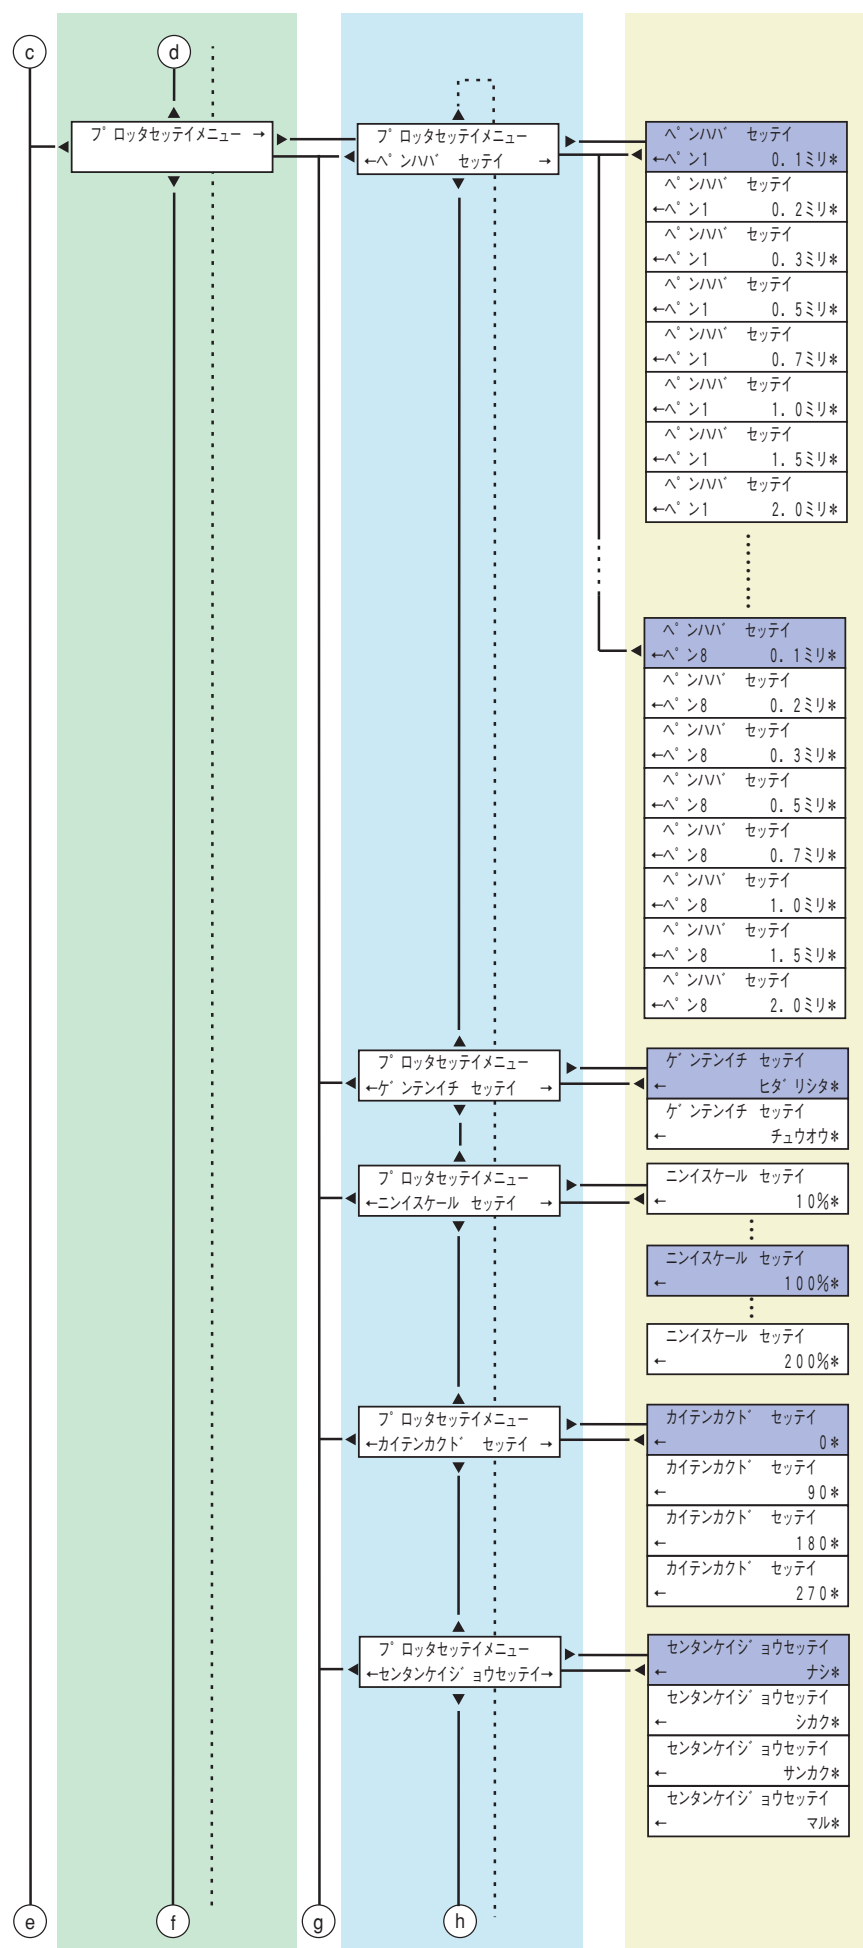 c
d
プロッタセッテイメニュー →
プロッタセッテイメニュー
←ペンハバ セッテイ →
ペンハバ セッテイ
←ペン1 0.1ミリ*
ペンハバ セッテイ
←ペン1 0.2ミリ*
ペンハバ セッテイ
←ペン1 0.3ミリ*
ペンハバ セッテイ
←ペン1 0.5ミリ*
ペンハバ セッテイ
←ペン1 0.7ミリ*
ペンハバ セッテイ
←ペン1 1.0ミリ*
ペンハバ セッテイ
←ペン1 1.5ミリ*
ペンハバ セッテイ
←ペン1 2.0ミリ*
ペンハバ セッテイ
←ペン8 0.1ミリ*
ペンハバ セッテイ
←ペン8 0.2ミリ*
ペンハバ セッテイ
←ペン8 0.3ミリ*
ペンハバ セッテイ
←ペン8 0.5ミリ*
ペンハバ セッテイ
←ペン8 0.7ミリ*
ペンハバ セッテイ
←ペン8 1.0ミリ*
ペンハバ セッテイ
←ペン8 1.5ミリ*
ペンハバ セッテイ
←ペン8 2.0ミリ*
プロッタセッテイメニュー
←ゲンテンイチ セッテイ →
ゲンテンイチ セッテイ
← ヒダリシタ*
ゲンテンイチ セッテイ
← チュウオウ*
プロッタセッテイメニュー
←ニンイスケール セッテイ →
ニンイスケール セッテイ
← 10%*
ニンイスケール セッテイ
← 100%*
ニンイスケール セッテイ
← 200%*
プロッタセッテイメニュー
←カイテンカクド セッテイ →
カイテンカクド セッテイ
← 0*
カイテンカクド セッテイ
← 90*
カイテンカクド セッテイ
← 180*
カイテンカクド セッテイ
← 270*
プロッタセッテイメニュー
←センタンケイジョウセッテイ→
センタンケイジョウセッテイ
← ナシ*
センタンケイジョウセッテイ
← シカク*
センタンケイジョウセッテイ
← サンカク*
センタンケイジョウセッテイ
← マル*
e
f
g
h